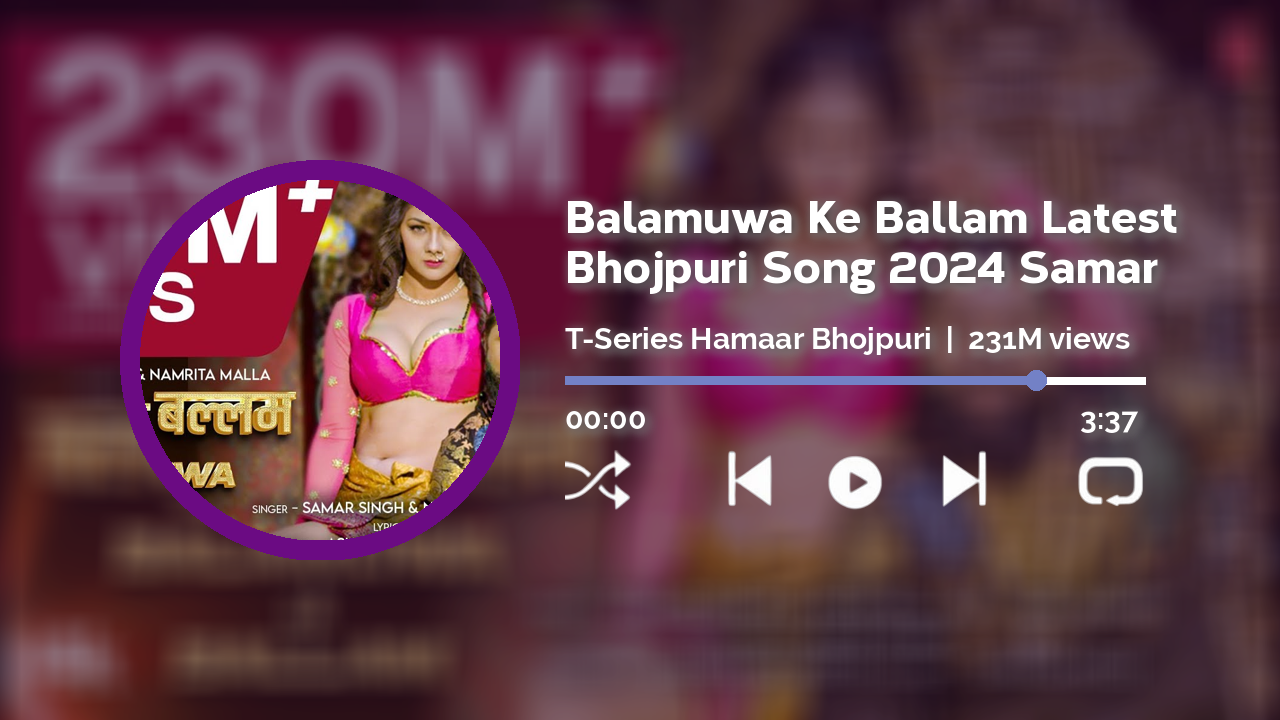 230M+
M+
S
& NAMRITA MALLA
बल्लम
WA
SINGER - SAMAR SINGH &
Balamuwa Ke Ballam Latest
Bhojpuri Song 2024 Samar
T-Series Hamaar Bhojpuri | 231M views
00:00
3:37